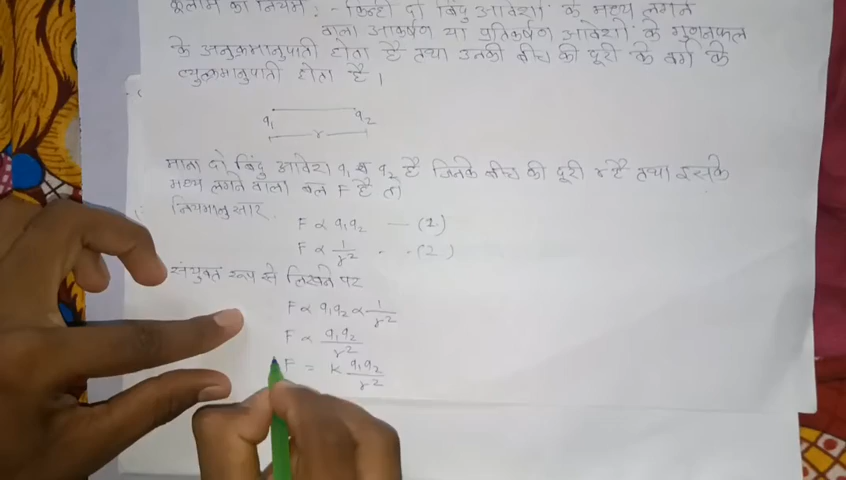 कूलाम का नियम :- किन्ही दो बिंदु आवेशों के मध्य लगने
वाला आकर्षण या प्रतिकर्षण आवेशों के गुणनफल
के अनुक्रमानुपाती होता है तथा उनकी बीच की दूरी के वर्ग के
व्युत्क्रमानुपाती होता है।
q₁ q₂
r
माना दो बिंदु आवेश q₁ व q₂ है जिनके बीच की दूरी r है तथा इसके
मध्य लगने वाला बल F है तो
नियमानुसार
F ∝ q₁q₂ — (1)
F ∝ 1/r² - - (2)
संयुक्त रूप से लिखने पर
F ∝ q₁q₂ ∝ 1/r²
F ∝ q₁q₂/r²
F = K q₁q₂/r²